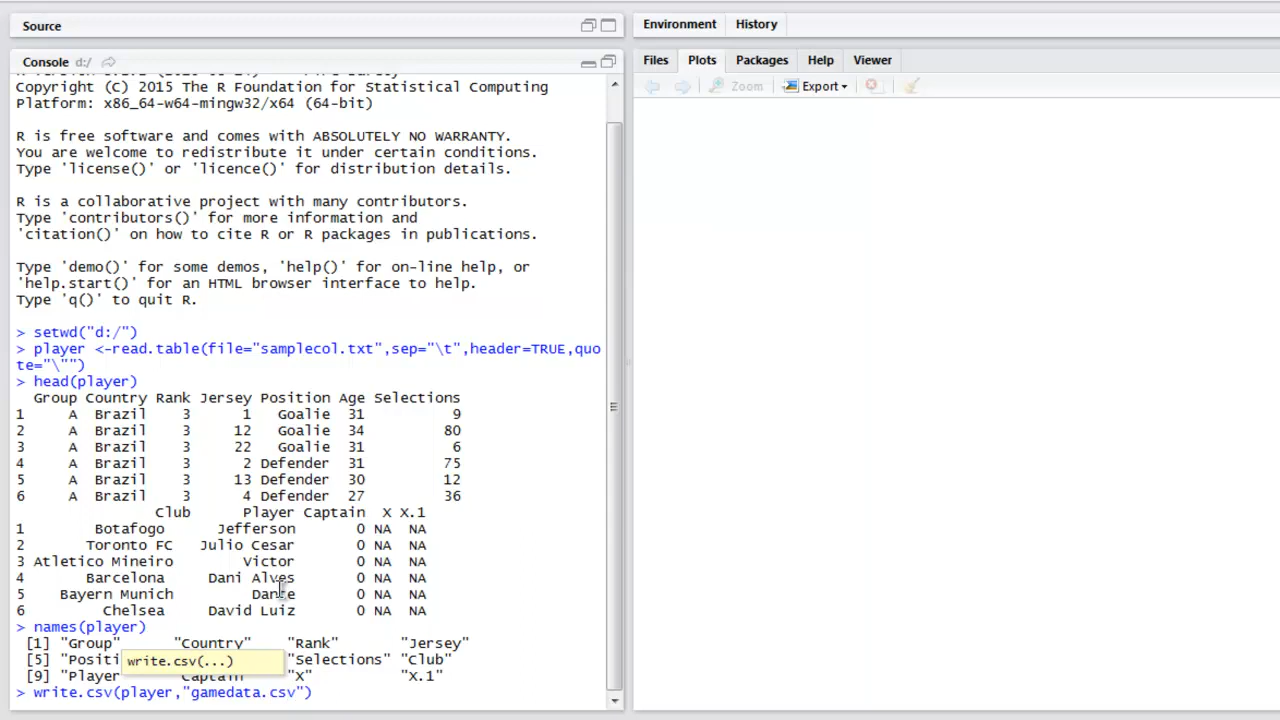 Source
Environment History
Console d:/
Files Plots Packages Help Viewer
Zoom Export
Copyright (C) 2015 The R Foundation for Statistical Computing
Platform: x86_64-w64-mingw32/x64 (64-bit)
R is free software and comes with ABSOLUTELY NO WARRANTY.
You are welcome to redistribute it under certain conditions.
Type 'license()' or 'licence()' for distribution details.
R is a collaborative project with many contributors.
Type 'contributors()' for more information and
'citation()' on how to cite R or R packages in publications.
Type 'demo()' for some demos, 'help()' for on-line help, or
'help.start()' for an HTML browser interface to help.
Type 'q()' to quit R.
> setwd("d:/")
> player <-read.table(file="samplecol.txt",sep="\t",header=TRUE,quo
te="\"")
> head(player)
Group Country Rank Jersey Position Age Selections
1 A Brazil 3 1 Goalie 31 9
2 A Brazil 3 12 Goalie 34 80
3 A Brazil 3 22 Goalie 31 6
4 A Brazil 3 2 Defender 31 75
5 A Brazil 3 13 Defender 30 12
6 A Brazil 3 4 Defender 27 36
Club Player Captain X X.1
1 Botafogo Jefferson 0 NA NA
2 Toronto FC Julio Cesar 0 NA NA
3 Atletico Mineiro Victor 0 NA NA
4 Barcelona Dani Alves 0 NA NA
5 Bayern Munich Dante 0 NA NA
6 Chelsea David Luiz 0 NA NA
> names(player)
[1] "Group" "Country" "Rank" "Jersey"
[5] "Positi "Selections" "Club"
write.csv(...)
[9] "Player "Captain "X" "X.1"
> write.csv(player,"gamedata.csv")